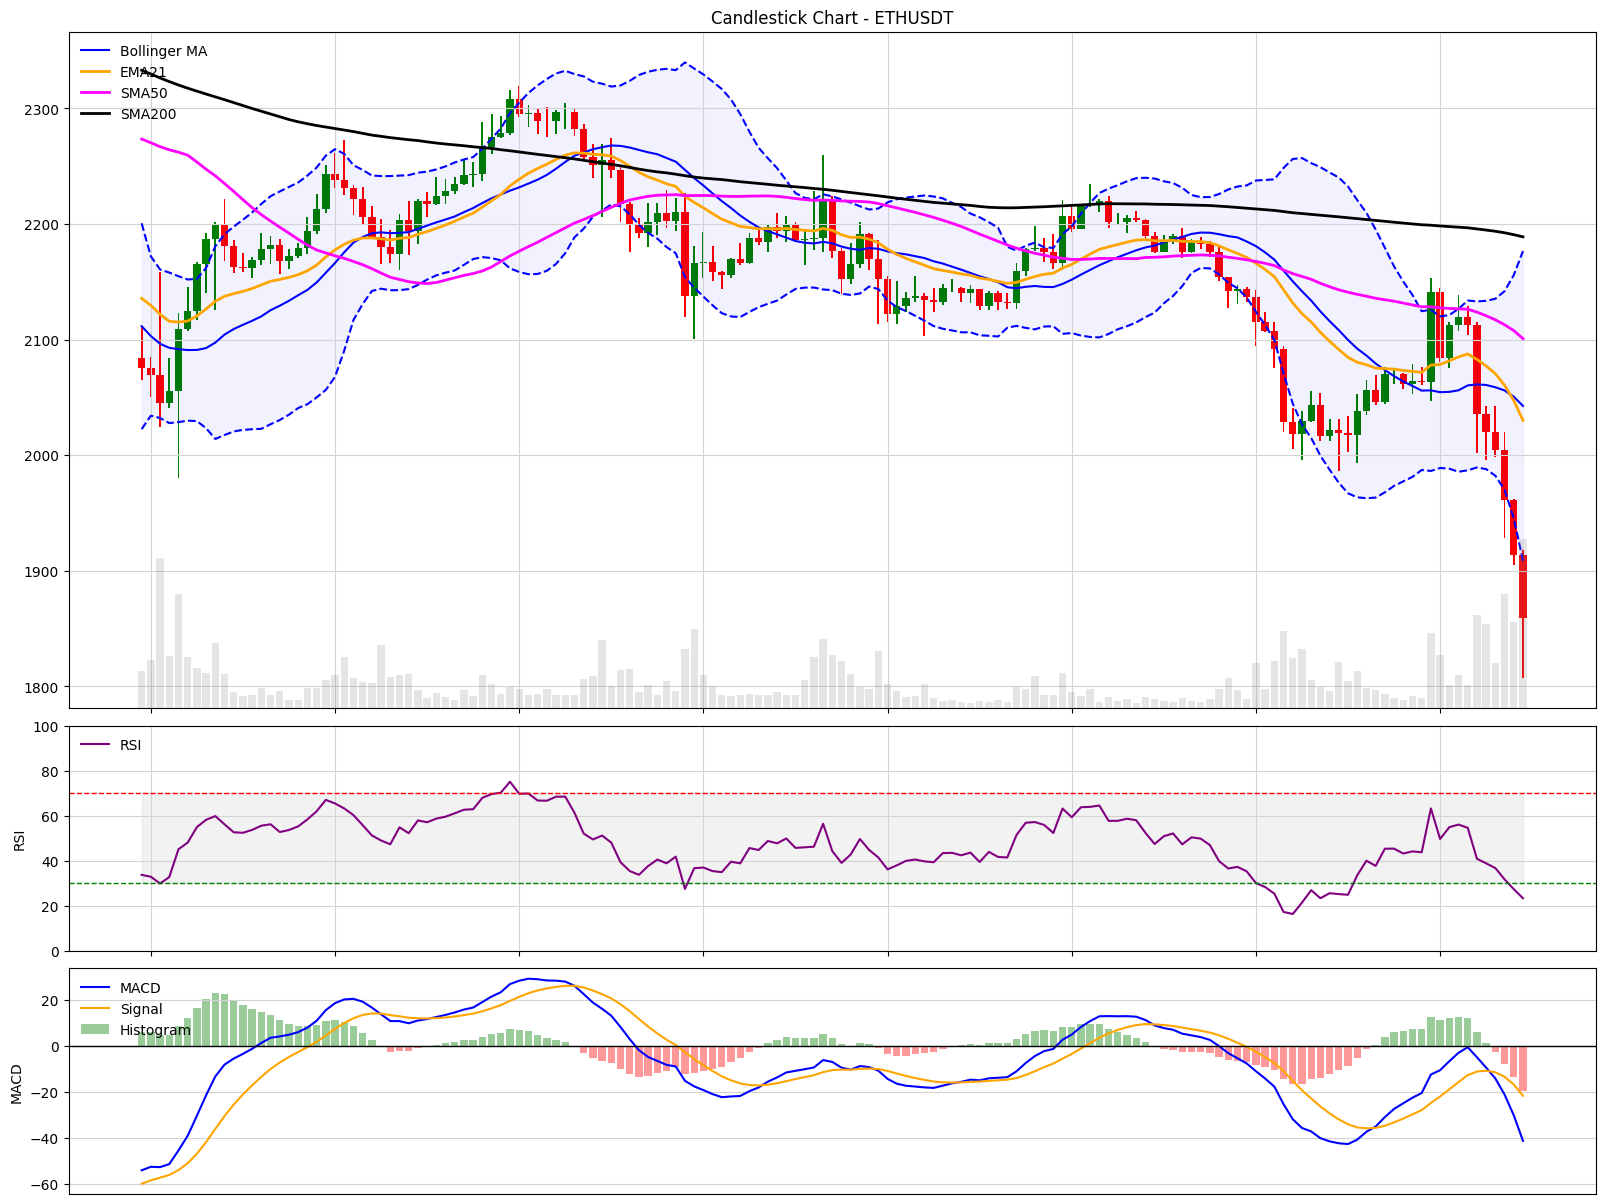 Candlestick Chart - ETHUSDT
Bollinger MA
EMA21
SMA50
SMA200
2300
2200
2100
2000
1900
1800
RSI
RSI
100
80
60
40
20
0
MACD
Signal
Histogram
MACD
20
0
−20
−40
−60